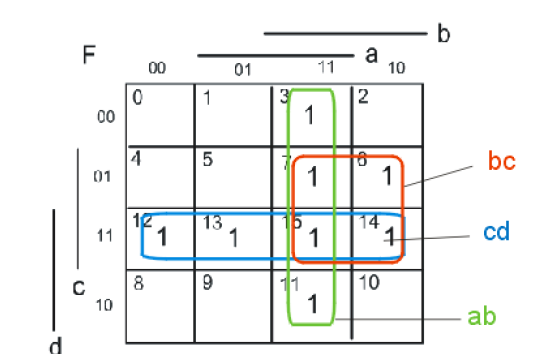 b
F a
00 01 11 10
00 0 1 3 1 2
01 4 5 7 1 6 1 bc
11 12 1 13 1 15 1 14 1 cd
c
10 8 9 11 1 10 ab
d